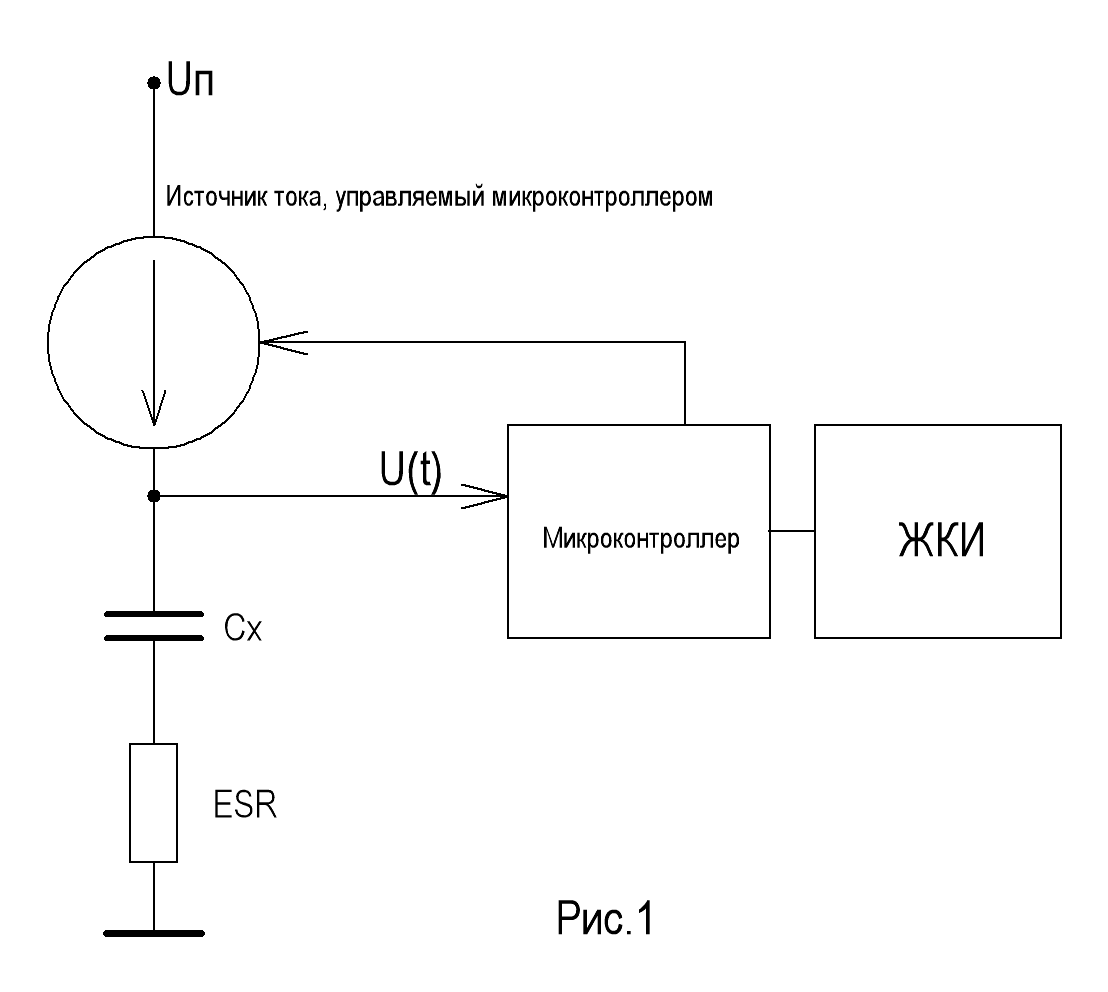 Uп
Источник тока, управляемый микроконтроллером
U(t)
Микроконтроллер
ЖКИ
Cx
ESR
Рис.1